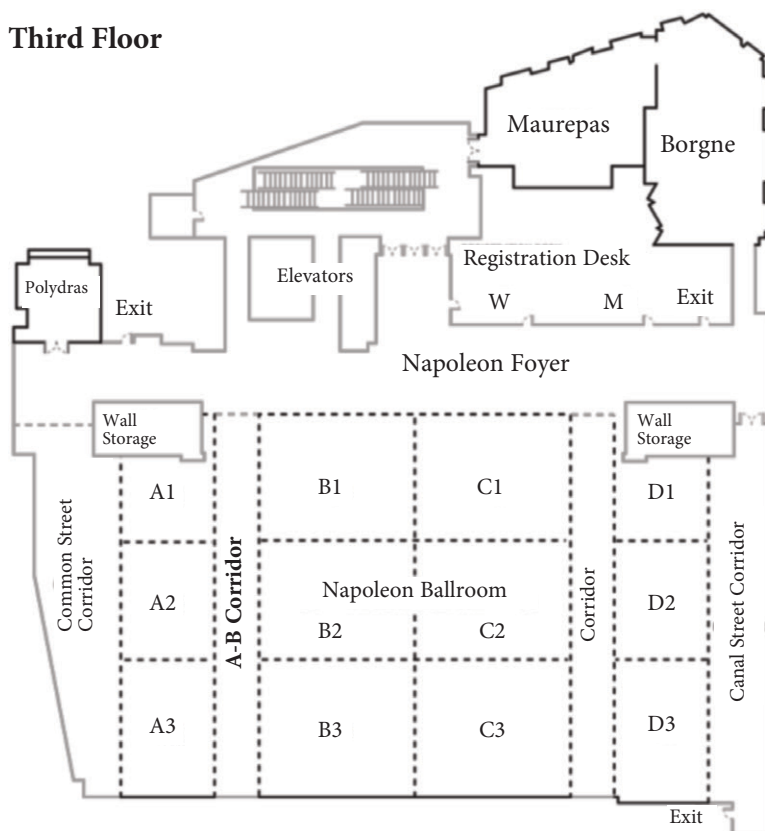 Third Floor
Maurepas
Borgne
Registration Desk
Elevators
Polydras
Exit
W
M
Exit
Napoleon Foyer
Wall
Storage
Wall
Storage
A1
B1
C1
D1
Common Street
Corridor
A-B Corridor
Napoleon Ballroom
Corridor
Canal Street Corridor
A2
B2
C2
D2
A3
B3
C3
D3
Exit